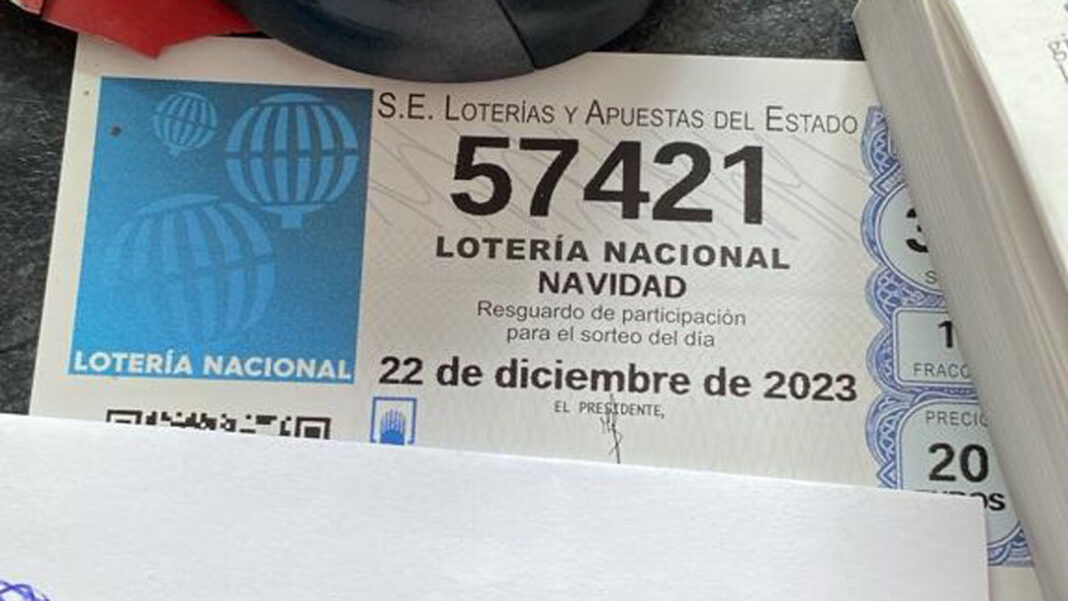 S.E. LOTERÍAS Y APUESTAS DEL ESTADO
57421
LOTERÍA NACIONAL
NAVIDAD
Resguardo de participación
para el sorteo del día
22 de diciembre de 2023
EL PRESIDENTE,
LOTERÍA NACIONAL
20